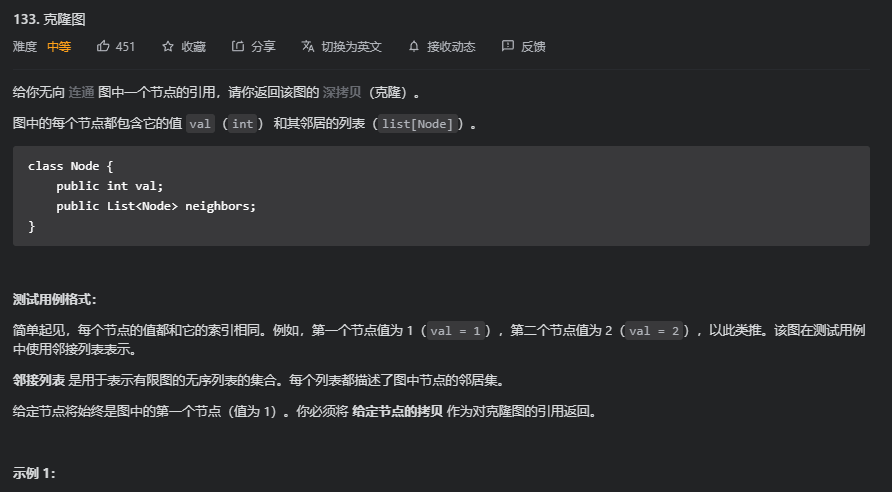 133. 克隆图
难度 中等 451 收藏 分享 切换为英文 接收动态 反馈
给你无向 连通 图中一个节点的引用，请你返回该图的 深拷贝（克隆）。
图中的每个节点都包含它的值 val（int） 和其邻居的列表（list[Node]）。
class Node {
    public int val;
    public List<Node> neighbors;
}
测试用例格式：
简单起见，每个节点的值都和它的索引相同。例如，第一个节点值为 1（val = 1），第二个节点值为 2（val = 2），以此类推。该图在测试用例
中使用邻接列表表示。
邻接列表 是用于表示有限图的无序列表的集合。每个列表都描述了图中节点的邻居集。
给定节点将始终是图中的第一个节点（值为 1）。你必须将 给定节点的拷贝 作为对克隆图的引用返回。
示例 1：